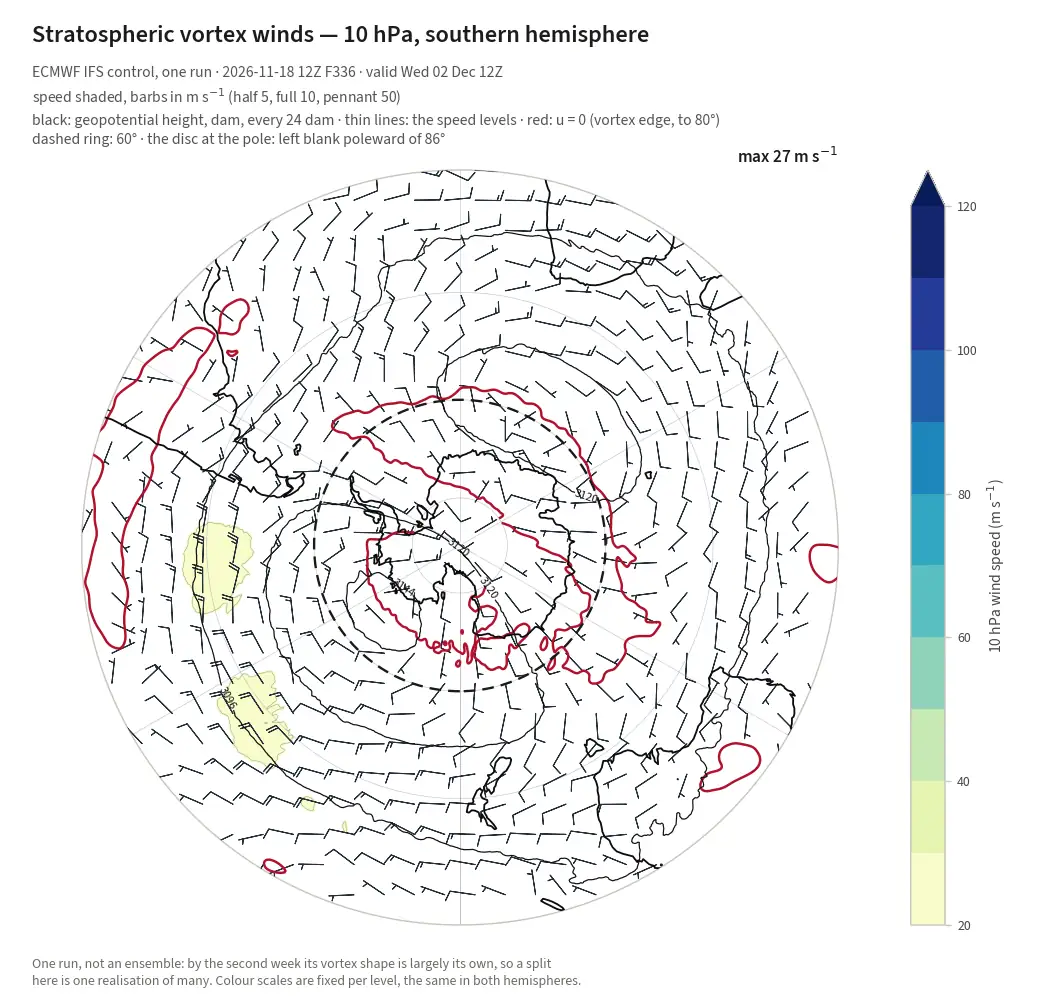 Stratospheric vortex winds — 10 hPa, southern hemisphere
ECMWF IFS control, one run · 2026-11-18 12Z F336 · valid Wed 02 Dec 12Z
speed shaded, barbs in m s⁻¹ (half 5, full 10, pennant 50)
black: geopotential height, dam, every 24 dam · thin lines: the speed levels · red: u = 0 (vortex edge, to 80°)
dashed ring: 60° · the disc at the pole: left blank poleward of 86°
max 27 m s⁻¹
120
100
80
60
40
20
10 hPa wind speed (m s⁻¹)
3120
3120
3120
3144
3096
One run, not an ensemble: by the second week its vortex shape is largely its own, so a split
here is one realisation of many. Colour scales are fixed per level, the same in both hemispheres.